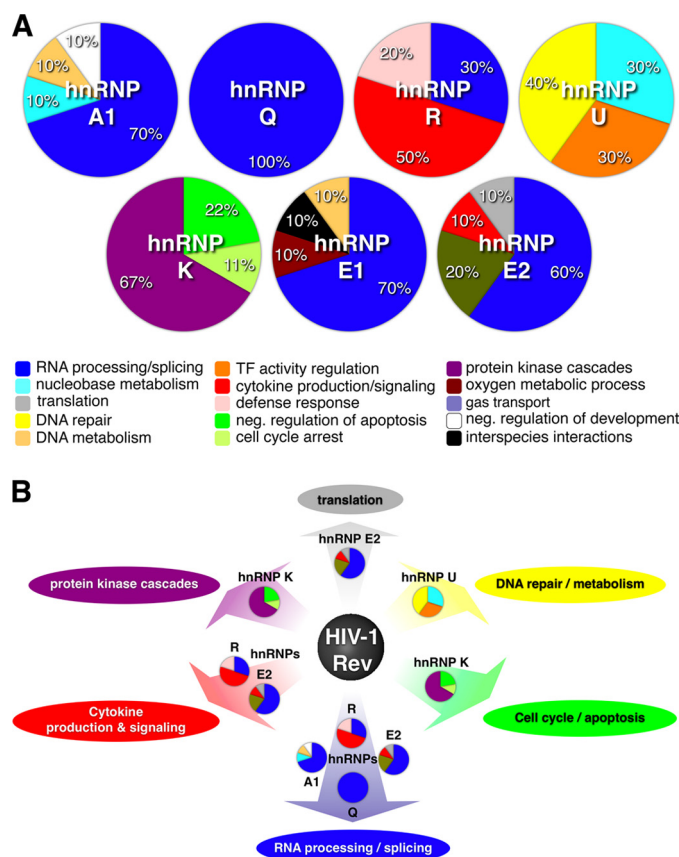 A
10%
10%
10%
hnRNP
A1
70%
hnRNP
Q
100%
20%
30%
hnRNP
R
50%
40%
30%
hnRNP
U
30%
22%
hnRNP
K
11%
67%
10%
10%
hnRNP
E1
10%
70%
10%
hnRNP
10%
E2
20%
60%
RNA processing/splicing
nucleobase metabolism
translation
DNA repair
DNA metabolism
TF activity regulation
cytokine production/signaling
defense response
neg. regulation of apoptosis
cell cycle arrest
protein kinase cascades
oxygen metabolic process
gas transport
neg. regulation of development
interspecies interactions
B
translation
hnRNP E2
protein kinase cascades
hnRNP K
hnRNP U
DNA repair / metabolism
HIV-1
Rev
R
hnRNPs
E2
hnRNP K
Cytokine
production & signaling
Cell cycle / apoptosis
R
E2
hnRNPs
A1
Q
RNA processing / splicing